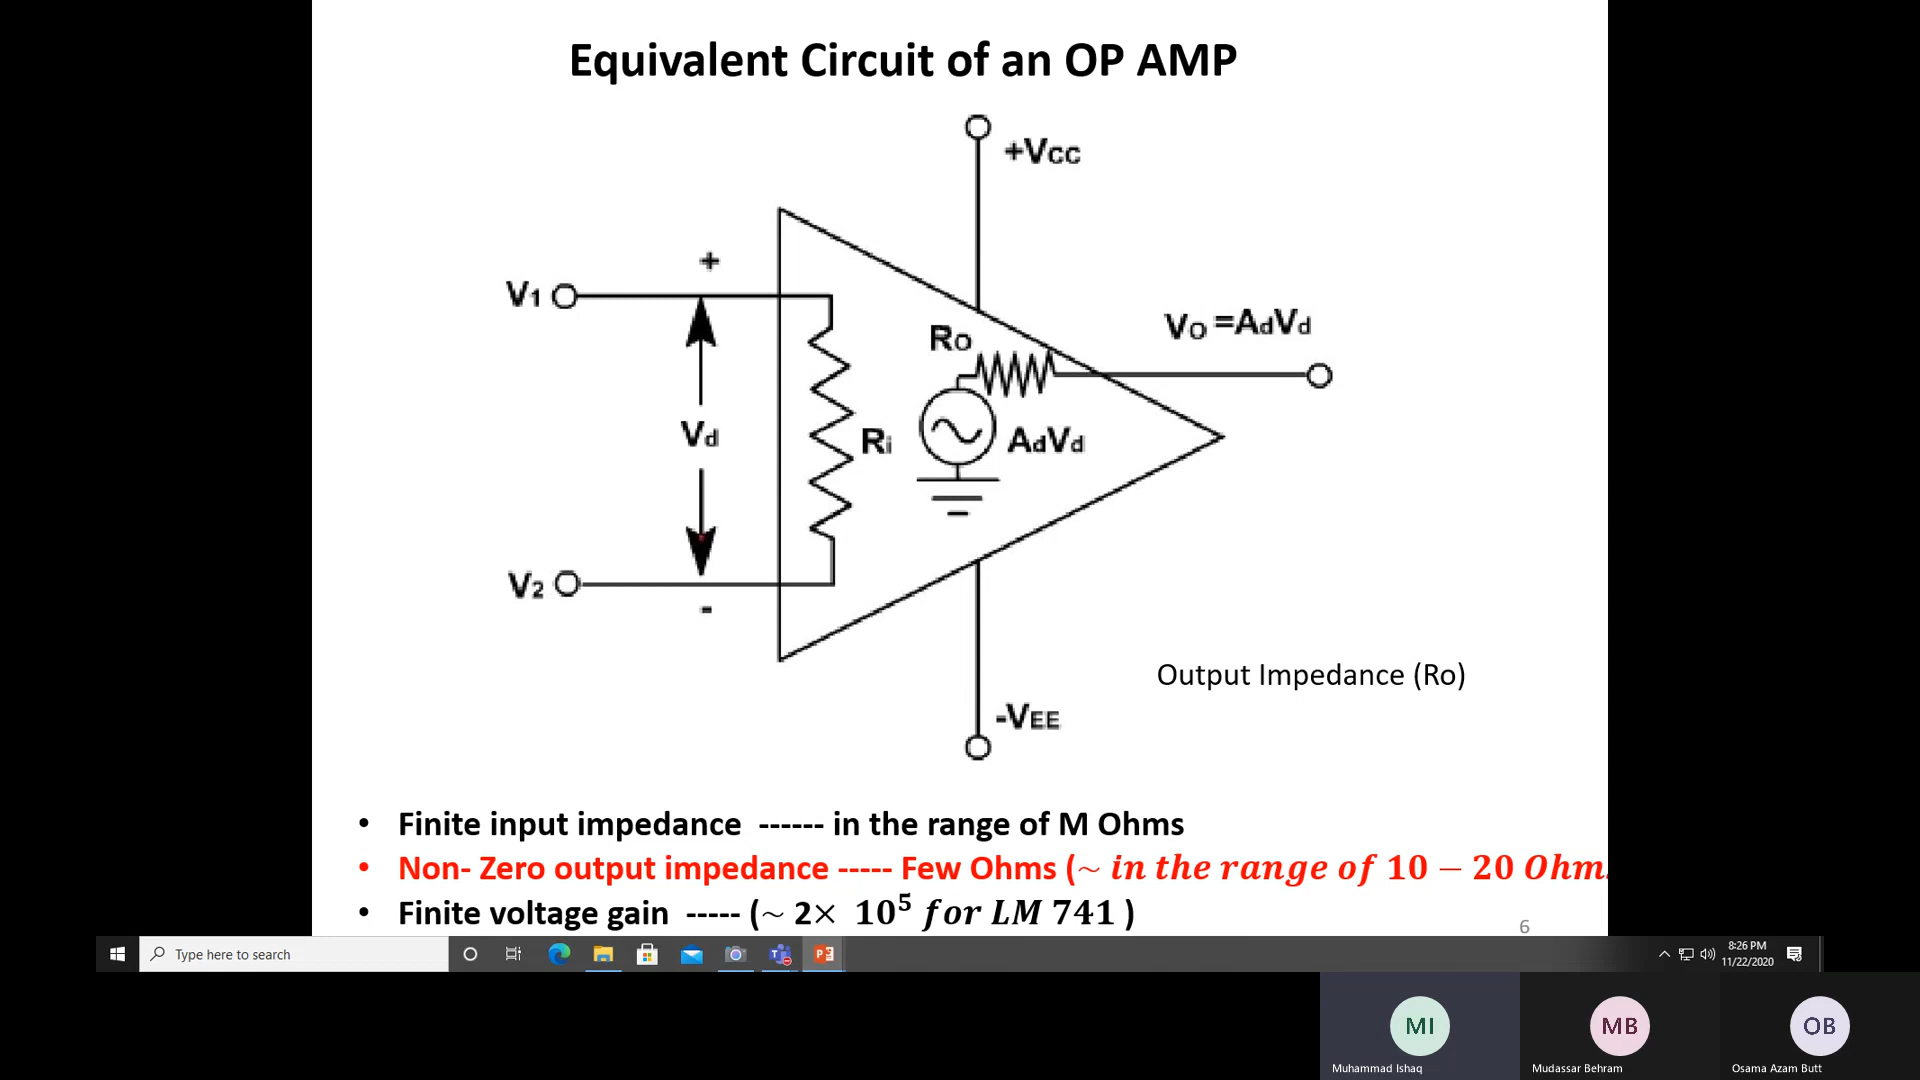 Equivalent Circuit of an OP AMP
+VCC
+
V1
VO =AdVd
RO
Vd
Ri
AdVd
V2
-
Output Impedance (Ro)
-VEE
• Finite input impedance ------ in the range of M Ohms
• Non- Zero output impedance ----- Few Ohms (~ in the range of 10 − 20 Ohm
• Finite voltage gain ----- (~ 2× 10⁵ for LM 741 )
6
Type here to search
8:26 PM
11/22/2020
MI
MB
OB
Muhammad Ishaq
Mudassar Behram
Osama Azam Butt